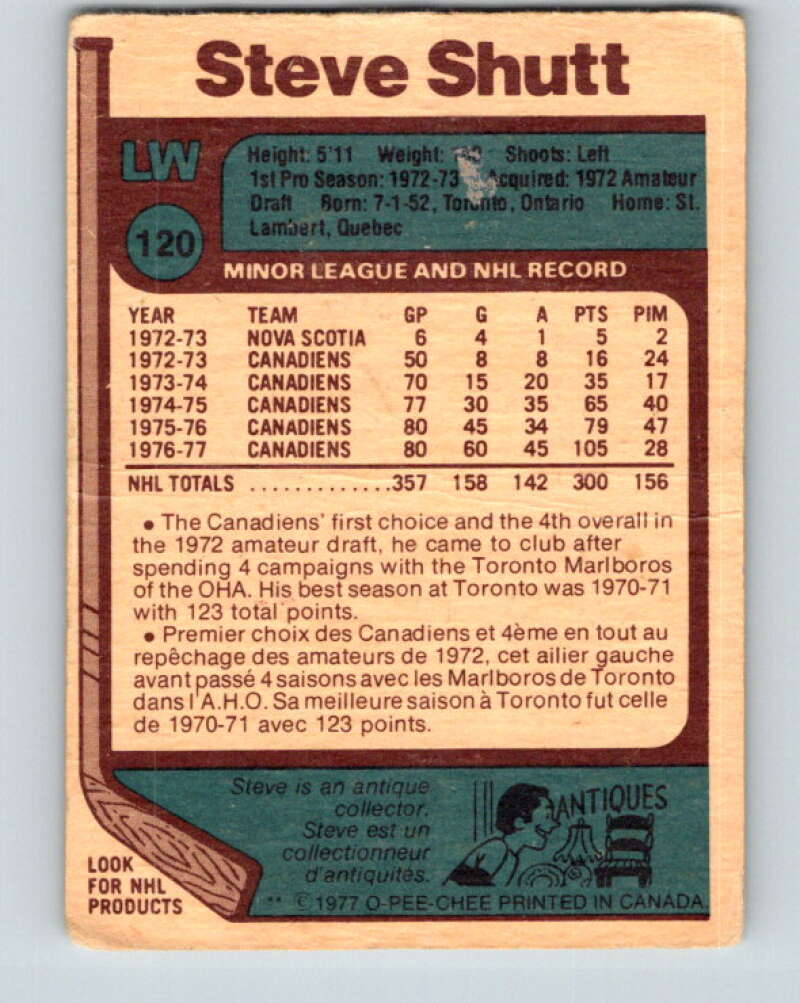 Steve Shutt
LW
120
Height: 5'11 Weight: Shoots: Left
1st Pro Season: 1972-73 Acquired: 1972 Amateur
Draft Born: 7-1-52, Toronto, Ontario Home: St.
Lambert, Quebec
MINOR LEAGUE AND NHL RECORD
YEAR TEAM GP G A PTS PIM
1972-73 NOVA SCOTIA 6 4 1 5 2
1972-73 CANADIENS 50 8 8 16 24
1973-74 CANADIENS 70 15 20 35 17
1974-75 CANADIENS 77 30 35 65 40
1975-76 CANADIENS 80 45 34 79 47
1976-77 CANADIENS 80 60 45 105 28
NHL TOTALS .............357 158 142 300 156
• The Canadiens' first choice and the 4th overall in
the 1972 amateur draft, he came to club after
spending 4 campaigns with the Toronto Marlboros
of the OHA. His best season at Toronto was 1970-71
with 123 total points.
• Premier choix des Canadiens et 4ème en tout au
repêchage des amateurs de 1972, cet ailier gauche
avant passé 4 saisons avec les Marlboros de Toronto
dans l'A.H.O. Sa meilleure saison à Toronto fut celle
de 1970-71 avec 123 points.
Steve is an antique
collector.
Steve est un
collectionneur
d'antiquités.
ANTIQUES
LOOK
FOR NHL
PRODUCTS
** ©1977 O-PEE-CHEE PRINTED IN CANADA.